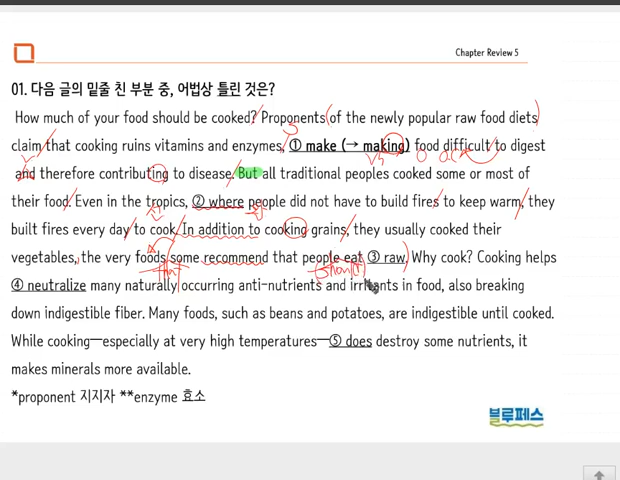 Chapter Review 5
01. 다음 글의 밑줄 친 부분 중, 어법상 틀린 것은?
How much of your food should be cooked? Proponents of the newly popular raw food diets
S
claim that cooking ruins vitamins and enzymes, ① make (→ making) food difficult to digest
V
VS
O
and therefore contributing to disease. But all traditional peoples cooked some or most of
their food. Even in the tropics, ② where people did not have to build fires to keep warm, they
built fires every day to cook. In addition to cooking grains, they usually cooked their
vegetables, the very foods some recommend that people eat ③ raw. Why cook? Cooking helps
that
(should)
④ neutralize many naturally occurring anti-nutrients and irritants in food, also breaking
down indigestible fiber. Many foods, such as beans and potatoes, are indigestible until cooked.
While cooking—especially at very high temperatures—⑤ does destroy some nutrients, it
makes minerals more available.
*proponent 지지자 **enzyme 효소
블루페스